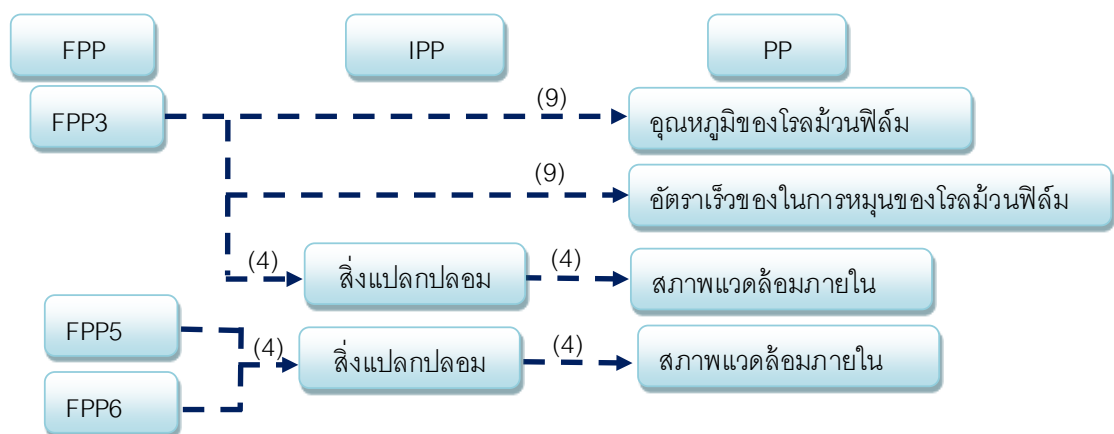 FPP IPP PP
FPP3 (9) อุณหภูมิของโรลม้วนฟิล์ม
(9) อัตราเร็วของในการหมุนของโรลม้วนฟิล์ม
(4) สิ่งแปลกปลอม (4) สภาพแวดล้อมภายใน
FPP5 (4) สิ่งแปลกปลอม (4) สภาพแวดล้อมภายใน
FPP6